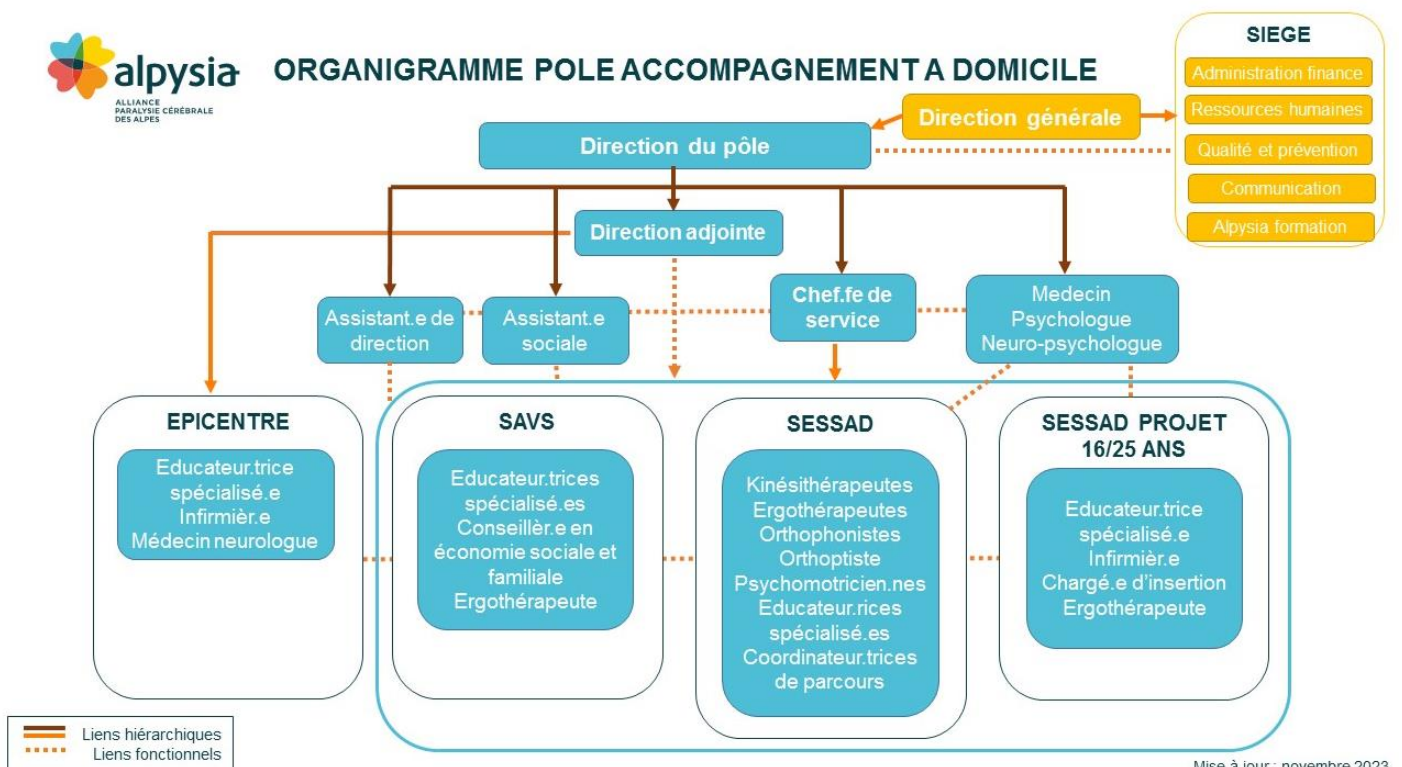 alpysia
ALLIANCE
PARALYSIE CÉRÉBRALE
DES ALPES
ORGANIGRAMME POLE ACCOMPAGNEMENT A DOMICILE
SIEGE
Administration finance
Ressources humaines
Qualité et prévention
Communication
Alpysia formation
Direction générale
Direction du pôle
Direction adjointe
Assistant.e de
direction
Assistant.e
sociale
Chef.fe de
service
Medecin
Psychologue
Neuro-psychologue
EPICENTRE
Educateur.trice
spécialisé.e
Infirmièr.e
Médecin neurologue
SAVS
Educateur.trices
spécialisé.es
Conseillèr.e en
économie sociale et
familiale
Ergothérapeute
SESSAD
Kinésithérapeutes
Ergothérapeutes
Orthophonistes
Orthoptiste
Psychomotricien.nes
Educateur.rices
spécialisé.es
Coordinateur.trices
de parcours
SESSAD PROJET
16/25 ANS
Educateur.trice
spécialisé.e
Infirmièr.e
Chargé.e d'insertion
Ergothérapeute
Liens hiérarchiques
Liens fonctionnels
Mise à jour : novembre 2023